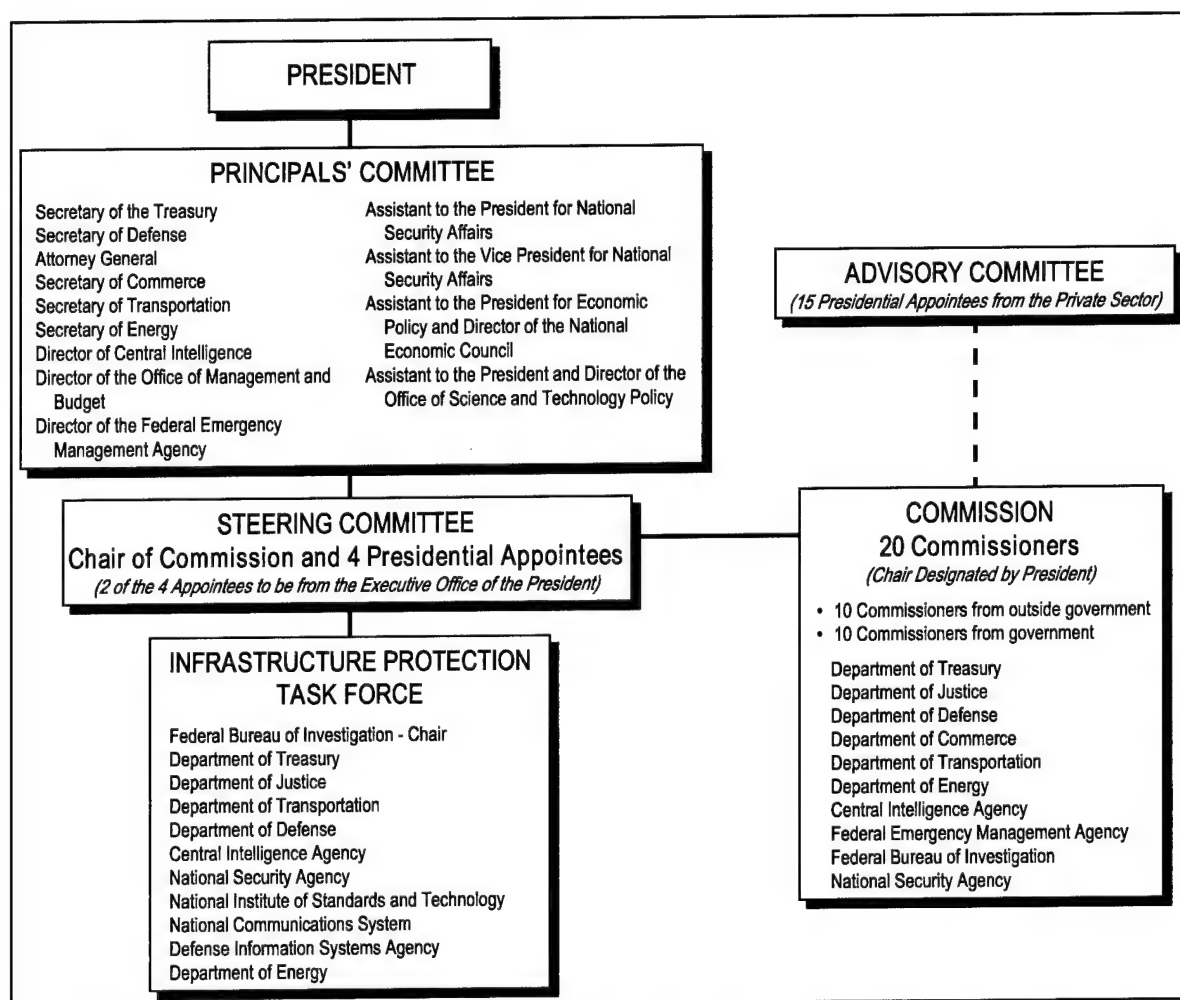 PRESIDENT
PRINCIPALS' COMMITTEE
Secretary of the Treasury
Secretary of Defense
Attorney General
Secretary of Commerce
Secretary of Transportation
Secretary of Energy
Director of Central Intelligence
Director of the Office of Management and
Budget
Director of the Federal Emergency
Management Agency
Assistant to the President for National
Security Affairs
Assistant to the Vice President for National
Security Affairs
Assistant to the President for Economic
Policy and Director of the National
Economic Council
Assistant to the President and Director of the
Office of Science and Technology Policy
ADVISORY COMMITTEE
(15 Presidential Appointees from the Private Sector)
STEERING COMMITTEE
Chair of Commission and 4 Presidential Appointees
(2 of the 4 Appointees to be from the Executive Office of the President)
COMMISSION
20 Commissioners
(Chair Designated by President)
• 10 Commissioners from outside government
• 10 Commissioners from government
Department of Treasury
Department of Justice
Department of Defense
Department of Commerce
Department of Transportation
Department of Energy
Central Intelligence Agency
Federal Emergency Management Agency
Federal Bureau of Investigation
National Security Agency
INFRASTRUCTURE PROTECTION
TASK FORCE
Federal Bureau of Investigation - Chair
Department of Treasury
Department of Justice
Department of Transportation
Department of Defense
Central Intelligence Agency
National Security Agency
National Institute of Standards and Technology
National Communications System
Defense Information Systems Agency
Department of Energy